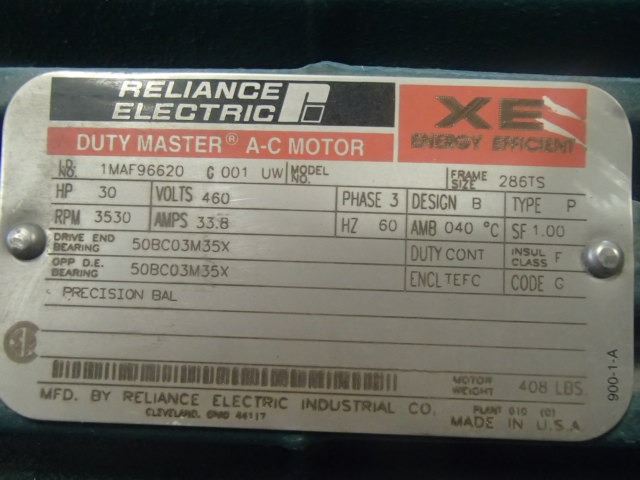 RELIANCE ELECTRIC
XE
ENERGY EFFICIENT
DUTY MASTER® A-C MOTOR
I.D. NO. 1MAF96620 G 001 UW MODEL NO. FRAME SIZE 286TS
HP 30 VOLTS 460 PHASE 3 DESIGN B TYPE P
RPM 3530 AMPS 33.8 HZ 60 AMB 040 °C SF 1.00
DRIVE END BEARING 50BC03M35X DUTY CONT INSUL CLASS F
OPP D.E. BEARING 50BC03M35X ENCL TEFC CODE G
PRECISION BAL
MOTOR WEIGHT 408 LBS.
MFD. BY RELIANCE ELECTRIC INDUSTRIAL CO. PLANT 010 (C)
CLEVELAND, OHIO 44117 MADE IN U.S.A
900-1-A